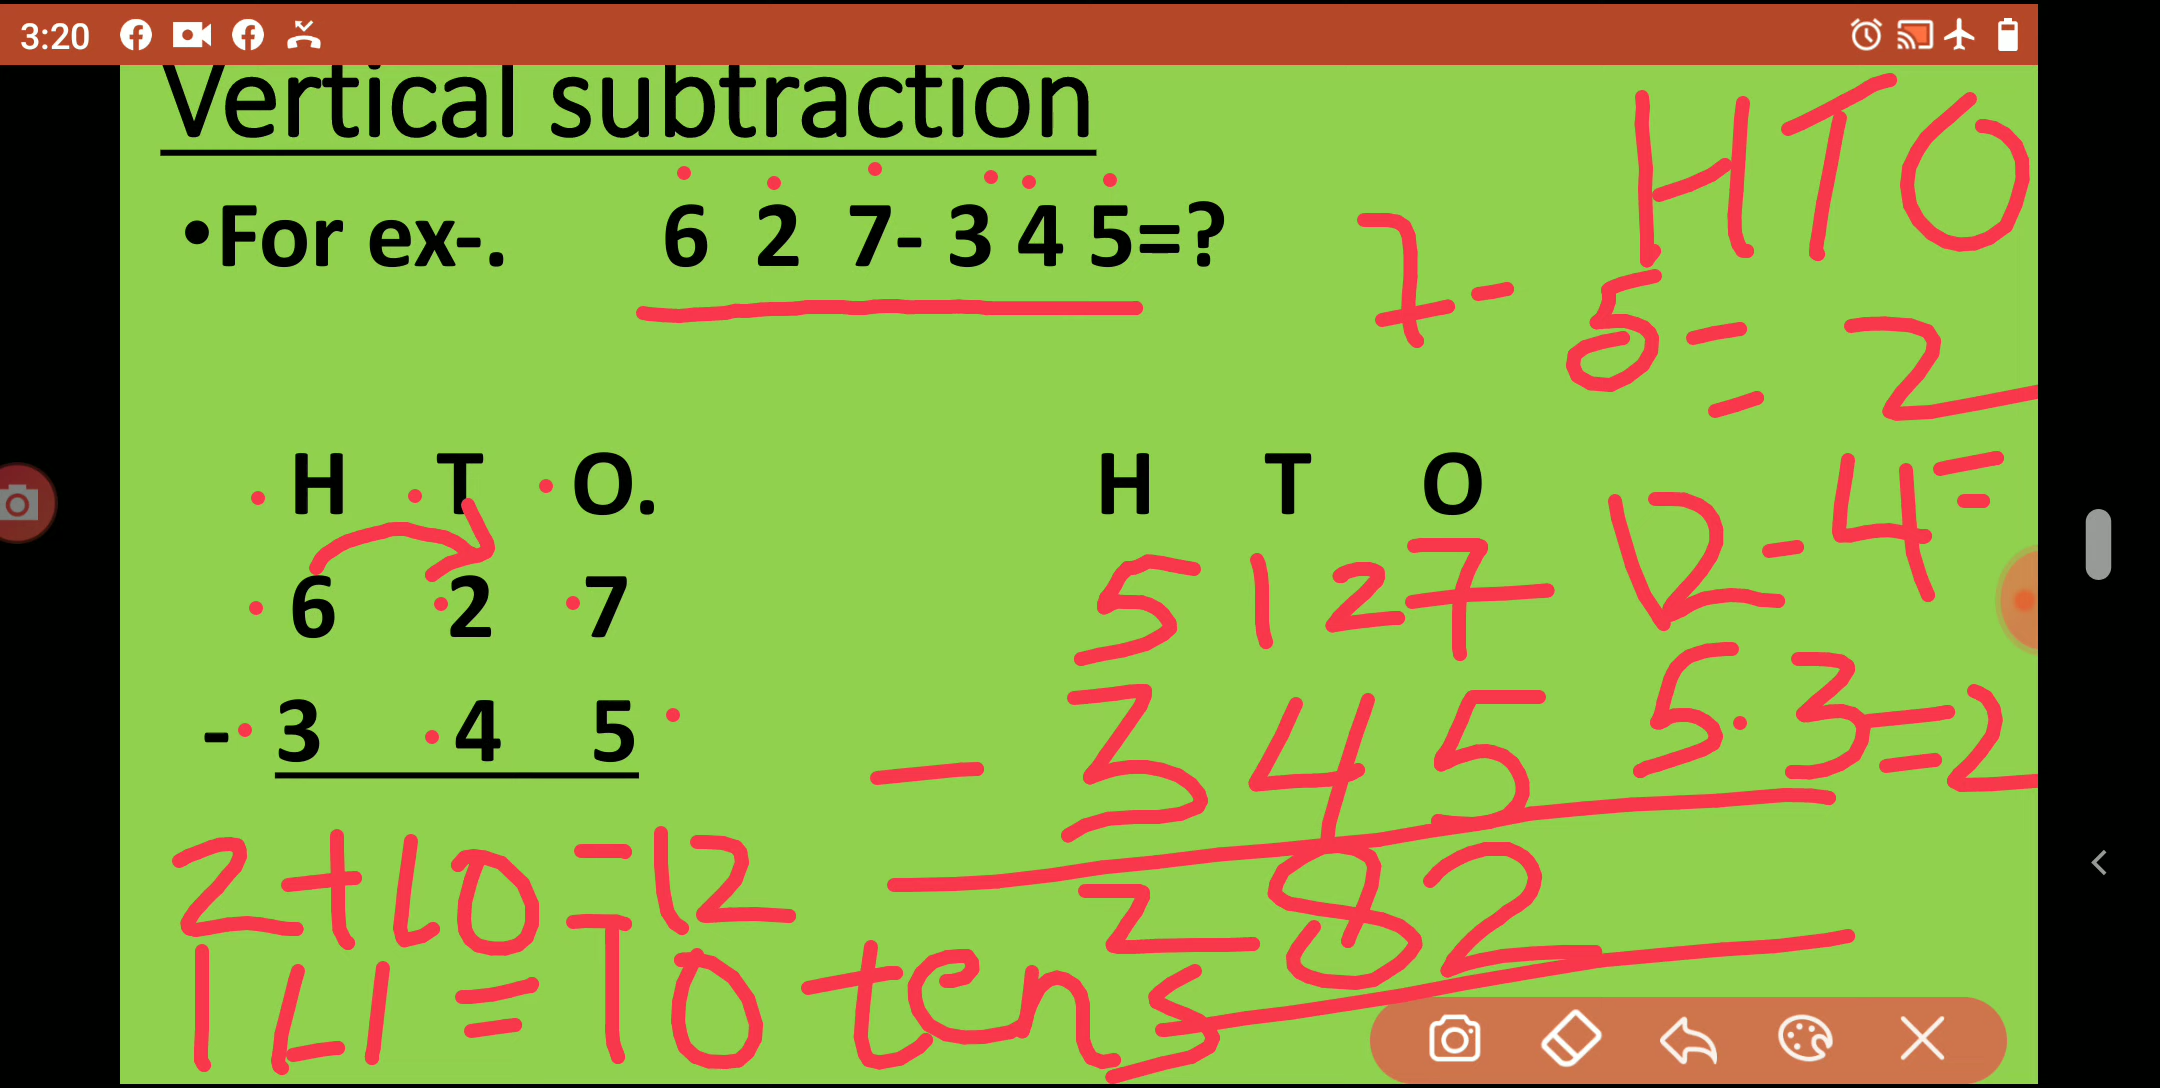 3:20
Vertical subtraction
•For ex-. 6 2 7- 3 4 5=?
H T O
7 - 5 = 2
H T O.
6 2 7
- 3 4 5
H T O
5 12 7
- 3 4 5
2 8 2
12 - 4 =
5 - 3 = 2
2 + 10 = 12
1 H = 10 tens